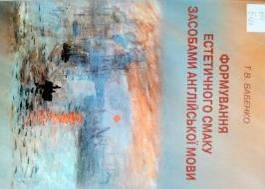 Т.В. БАБЕНКО
ФОРМУВАННЯ
ЕСТЕТИЧНОГО СМАКУ
ЗАСОБАМИ АНГЛІЙСЬКОЇ МОВИ